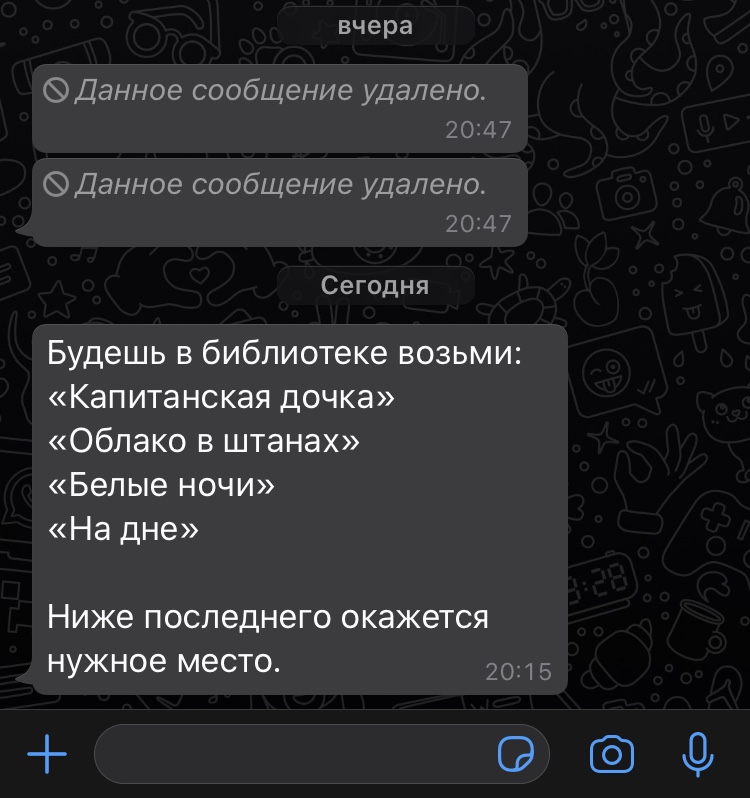 вчера
Данное сообщение удалено.
20:47
Данное сообщение удалено.
20:47
Сегодня
Будешь в библиотеке возьми:
«Капитанская дочка»
«Облако в штанах»
«Белые ночи»
«На дне»
Ниже последнего окажется
нужное место.
20:15